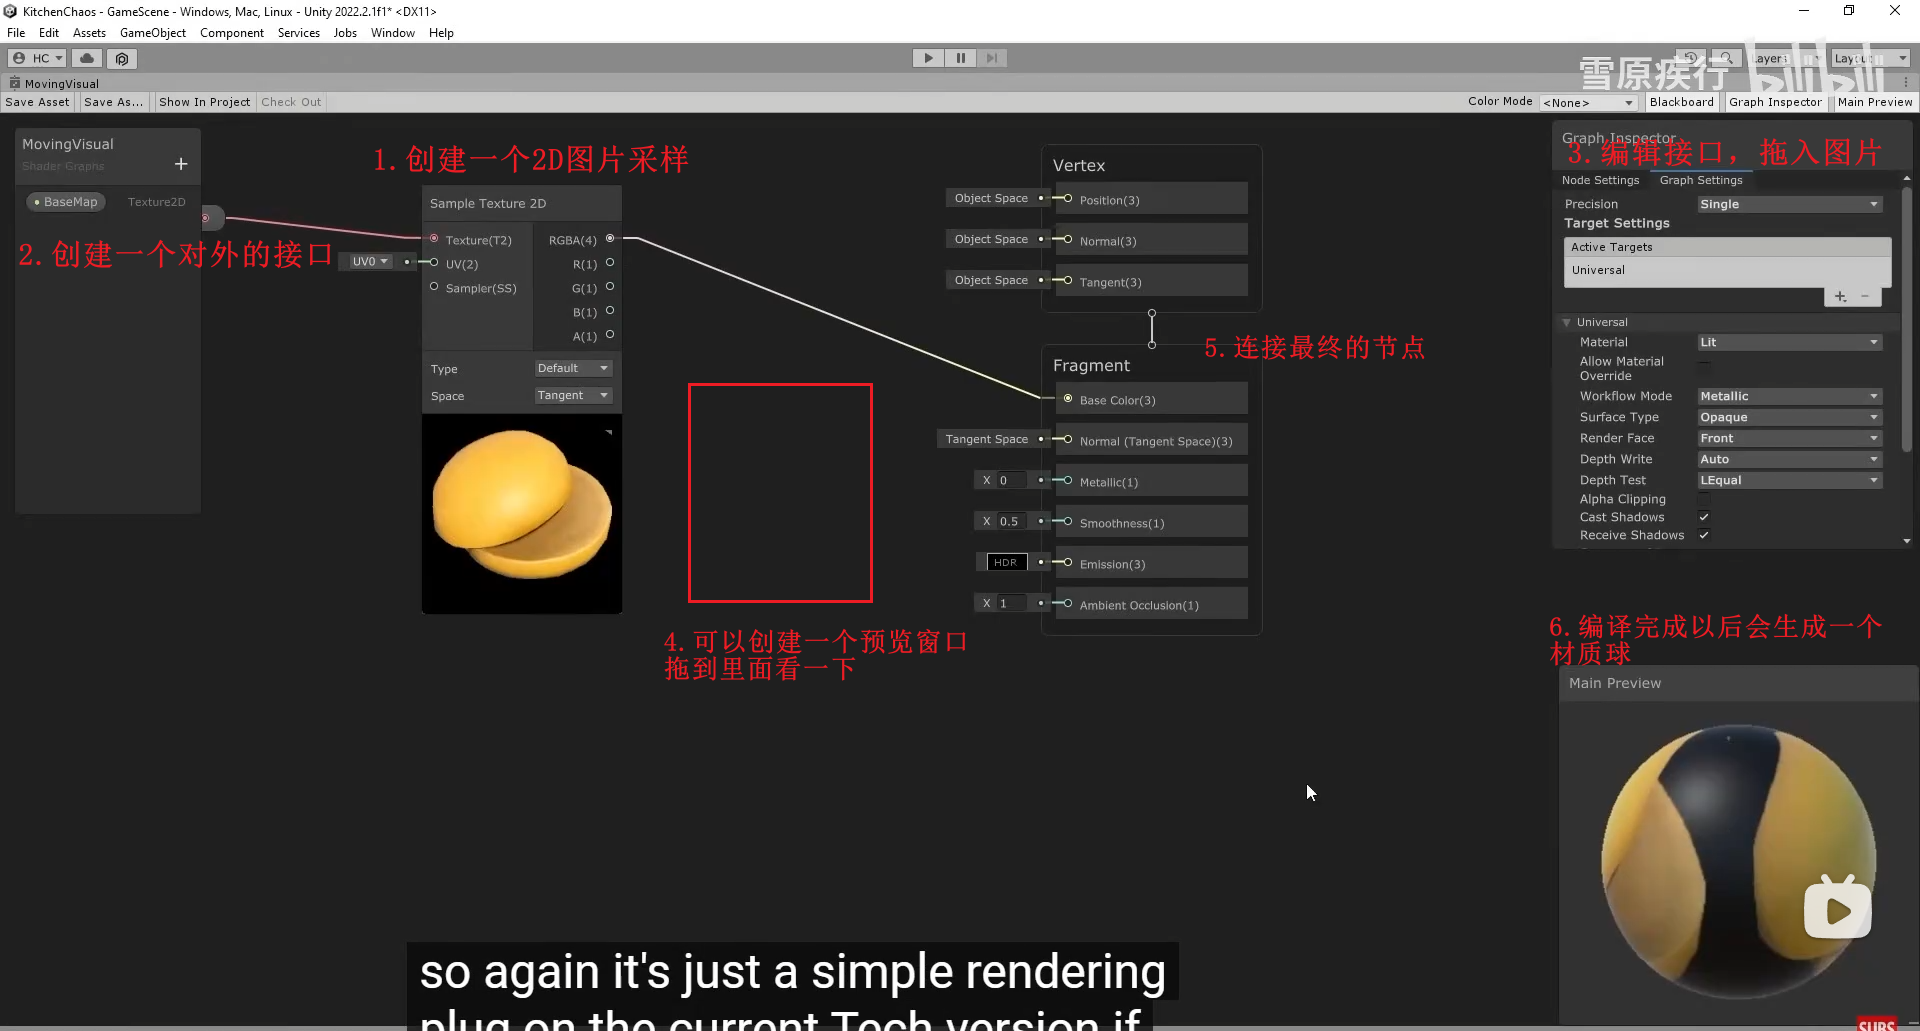 KitchenChaos - GameScene - Windows, Mac, Linux - Unity 2022.2.1f1* <DX11>
File Edit Assets GameObject Component Services Jobs Window Help
HC
Layers
Layout
雪原疾行 bilibili
MovingVisual
Save Asset Save As... Show In Project Check Out
Color Mode <None> Blackboard Graph Inspector Main Preview
MovingVisual
Shader Graphs
BaseMap Texture2D
2.创建一个对外的接口
1.创建一个2D图片采样
Sample Texture 2D
Texture(T2) RGBA(4)
UV0 UV(2) R(1)
Sampler(SS) G(1)
B(1)
A(1)
Type Default
Space Tangent
4.可以创建一个预览窗口
拖到里面看一下
Vertex
Object Space Position(3)
Object Space Normal(3)
Object Space Tangent(3)
5.连接最终的节点
Fragment
Base Color(3)
Tangent Space Normal (Tangent Space)(3)
X 0 Metallic(1)
X 0.5 Smoothness(1)
HDR Emission(3)
X 1 Ambient Occlusion(1)
Graph Inspector
3.编辑接口，拖入图片
Node Settings Graph Settings
Precision Single
Target Settings
Active Targets
Universal
Universal
Material Lit
Allow Material
Override
Workflow Mode Metallic
Surface Type Opaque
Render Face Front
Depth Write Auto
Depth Test LEqual
Alpha Clipping
Cast Shadows
Receive Shadows
6.编译完成以后会生成一个
材质球
Main Preview
so again it's just a simple rendering
plug on the current Tech version if
SUBS